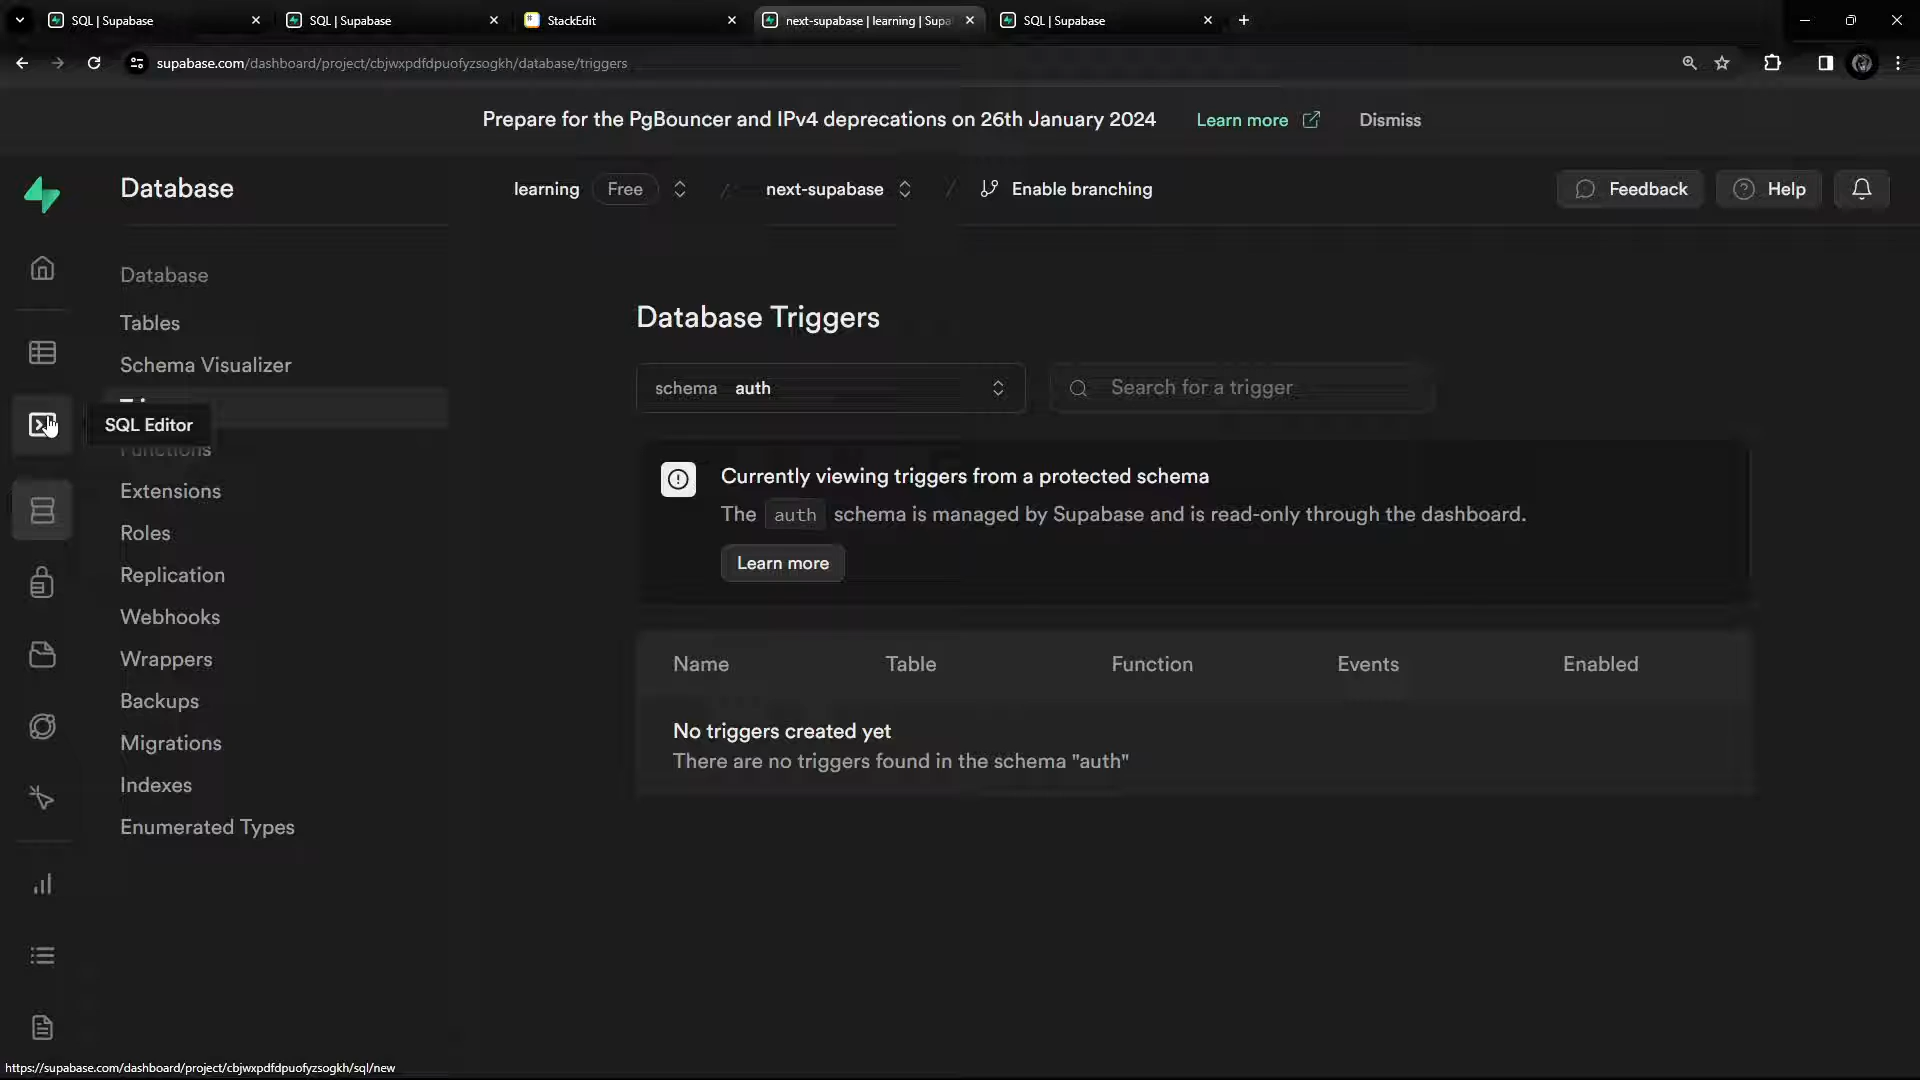 SQL | Supabase
SQL | Supabase
StackEdit
next-supabase | learning | Supa
SQL | Supabase
supabase.com/dashboard/project/cbjwxpdfdpuofyzsogkh/database/triggers
Prepare for the PgBouncer and IPv4 deprecations on 26th January 2024
Learn more
Dismiss
Database
learning
Free
next-supabase
Enable branching
Feedback
Help
Database
Tables
Schema Visualizer
SQL Editor
Functions
Extensions
Roles
Replication
Webhooks
Wrappers
Backups
Migrations
Indexes
Enumerated Types
Database Triggers
schema auth
Search for a trigger
Currently viewing triggers from a protected schema
The auth schema is managed by Supabase and is read-only through the dashboard.
Learn more
Name Table Function Events Enabled
No triggers created yet
There are no triggers found in the schema "auth"
https://supabase.com/dashboard/project/cbjwxpdfdpuofyzsogkh/sql/new